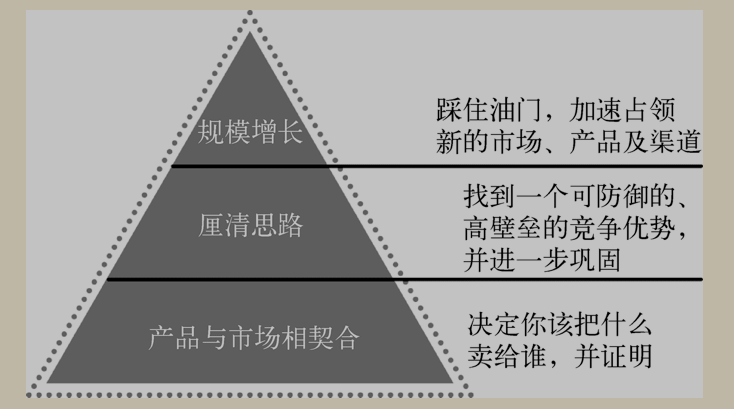 规模增长
踩住油门，加速占领
新的市场、产品及渠道
厘清思路
找到一个可防御的、
高壁垒的竞争优势，
并进一步巩固
产品与市场相契合
决定你该把什么
卖给谁，并证明